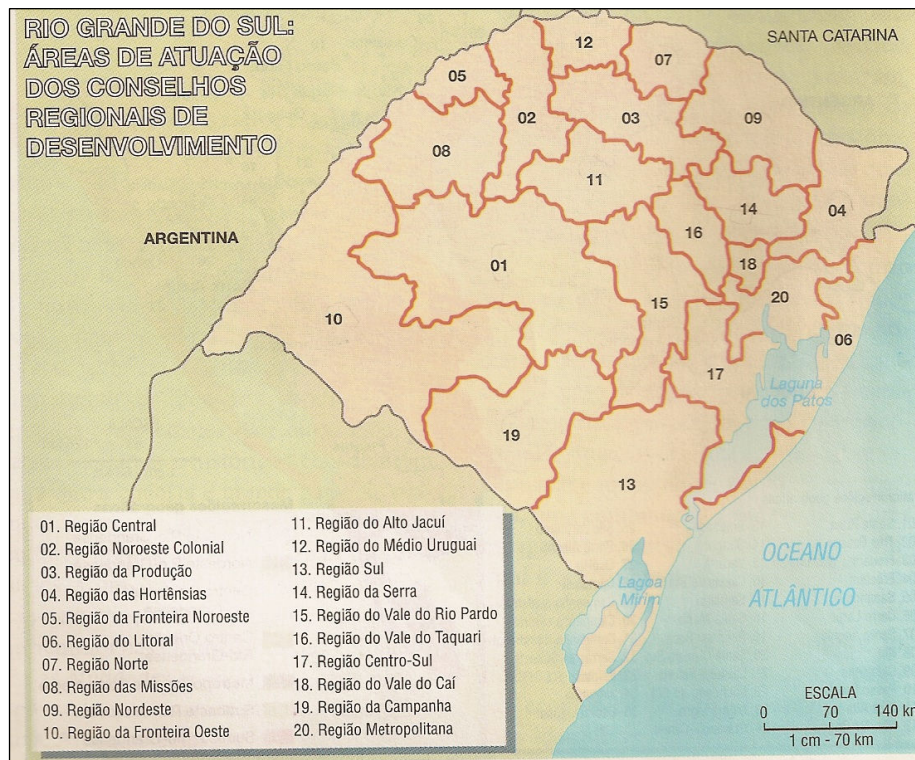 RIO GRANDE DO SUL:
ÁREAS DE ATUAÇÃO
DOS CONSELHOS
REGIONAIS DE
DESENVOLVIMENTO
SANTA CATARINA
ARGENTINA
12
07
05
02
03
09
08
11
14
04
16
01
18
20
15
10
06
17
19
13
Laguna
dos Patos
Lagoa
Mirim
OCEANO
ATLÂNTICO
01. Região Central
02. Região Noroeste Colonial
03. Região da Produção
04. Região das Hortênsias
05. Região da Fronteira Noroeste
06. Região do Litoral
07. Região Norte
08. Região das Missões
09. Região Nordeste
10. Região da Fronteira Oeste
11. Região do Alto Jacuí
12. Região do Médio Uruguai
13. Região Sul
14. Região da Serra
15. Região do Vale do Rio Pardo
16. Região do Vale do Taquari
17. Região Centro-Sul
18. Região do Vale do Caí
19. Região da Campanha
20. Região Metropolitana
ESCALA
0 70 140 km
1 cm - 70 km